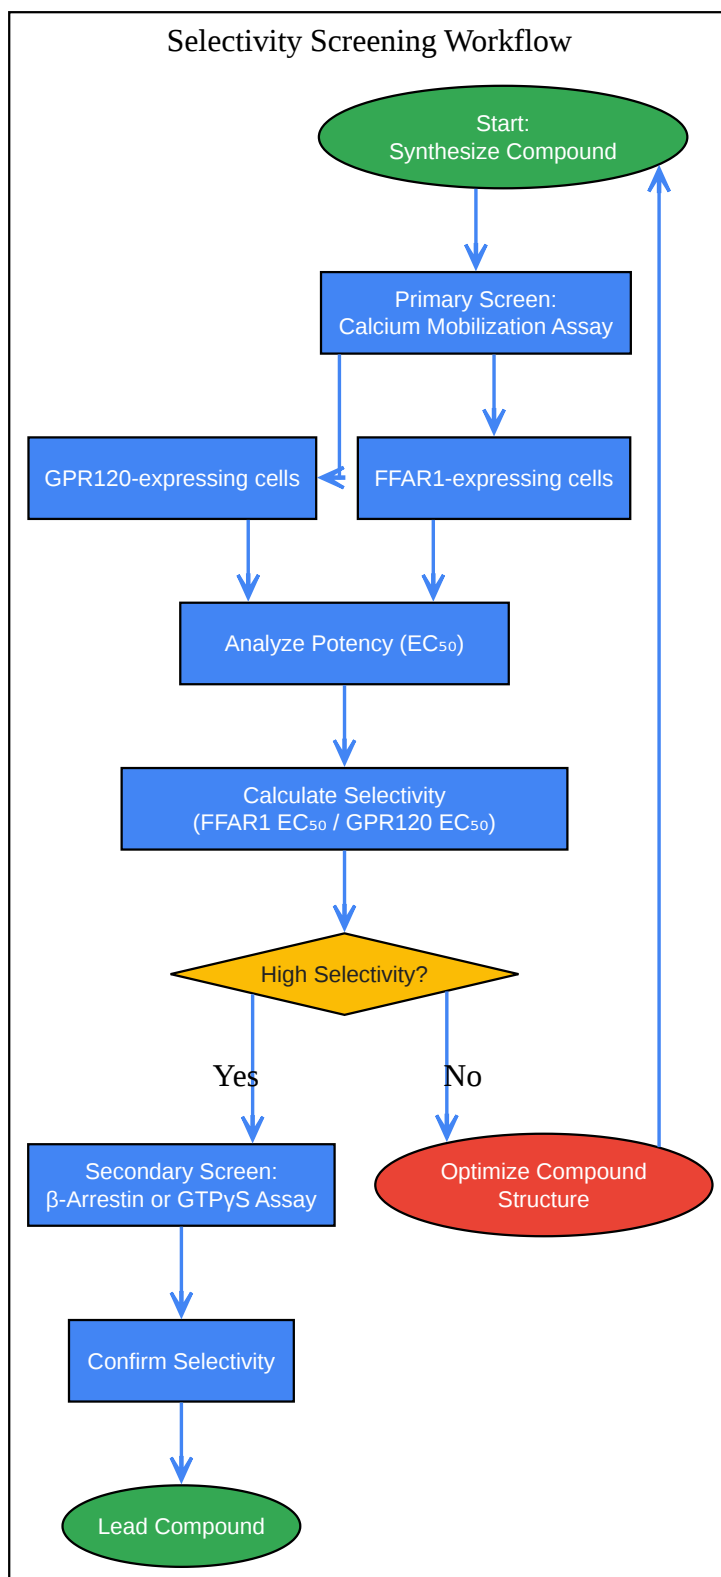 Selectivity Screening Workflow
Start:
Synthesize Compound
Primary Screen:
Calcium Mobilization Assay
GPR120-expressing cells
FFAR1-expressing cells
Analyze Potency (EC₅₀)
Calculate Selectivity
(FFAR1 EC₅₀ / GPR120 EC₅₀)
High Selectivity?
Yes
No
Secondary Screen:
β-Arrestin or GTPγS Assay
Optimize Compound
Structure
Confirm Selectivity
Lead Compound